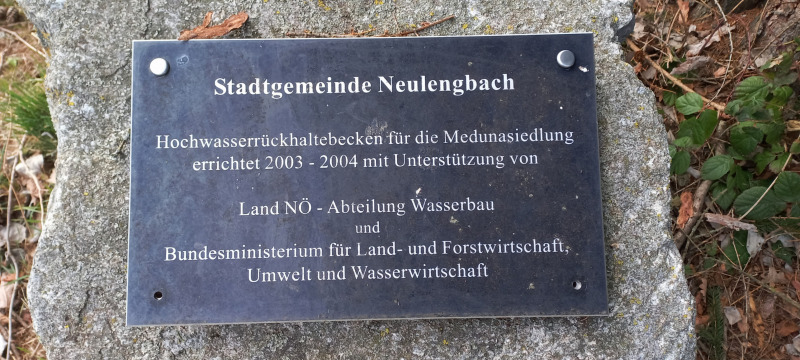 Stadtgemeinde Neulengbach
Hochwasserrückhaltebecken für die Medunasiedlung
errichtet 2003 - 2004 mit Unterstützung von
Land NÖ - Abteilung Wasserbau
und
Bundesministerium für Land- und Forstwirtschaft,
Umwelt und Wasserwirtschaft